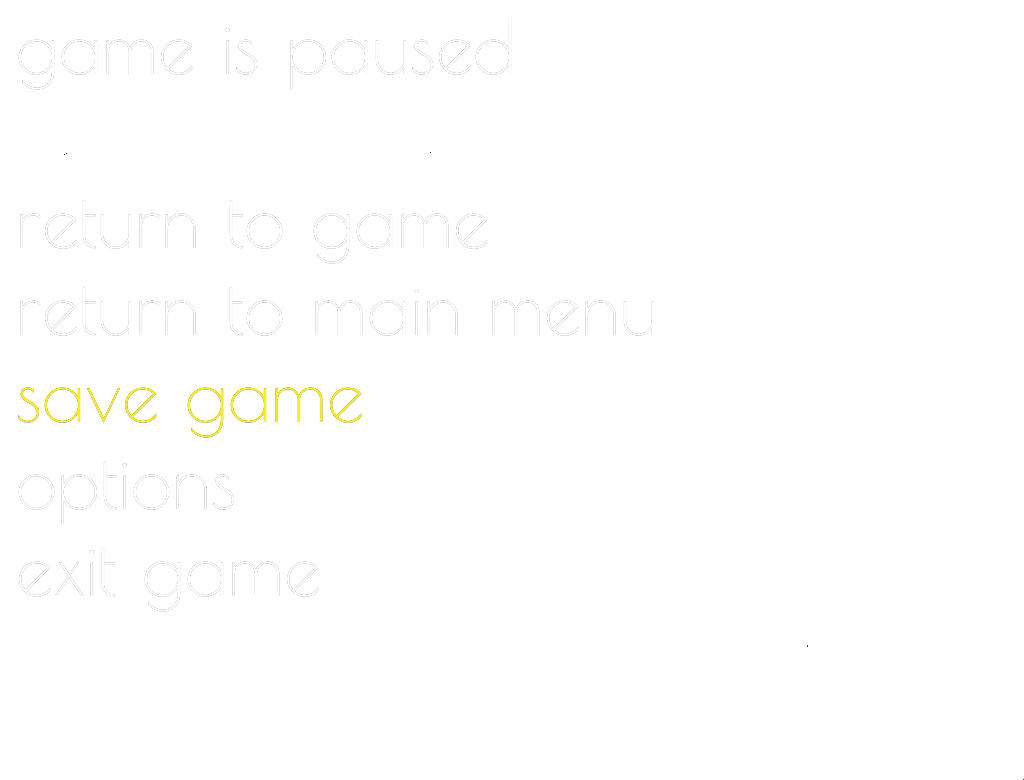 game is paused
return to game
return to main menu
save game
options
exit game